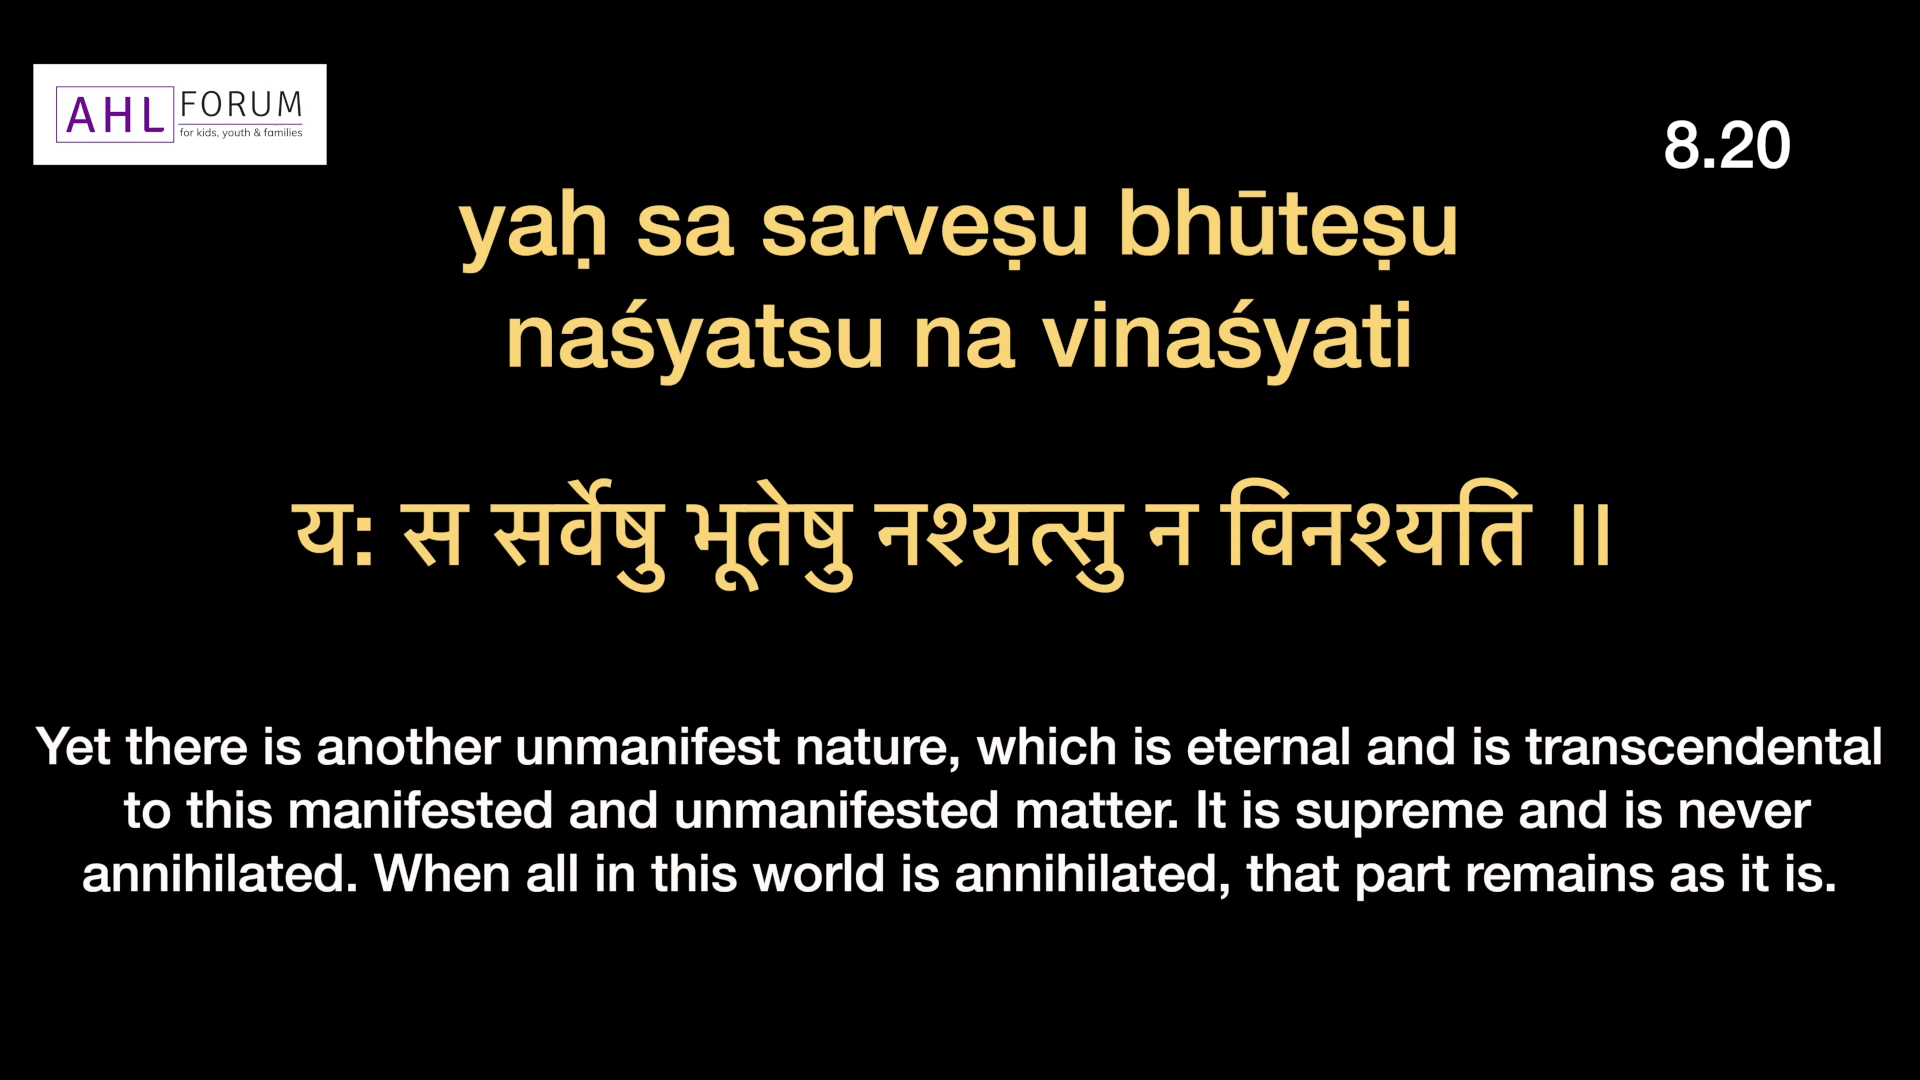 AHL FORUM
for kids, youth & families
8.20
yaḥ sa sarveṣu bhūteṣu
naśyatsu na vinaśyati
य: स सर्वेषु भूतेषु नश्यत्सु न विनश्यति ॥
Yet there is another unmanifest nature, which is eternal and is transcendental
to this manifested and unmanifested matter. It is supreme and is never
annihilated. When all in this world is annihilated, that part remains as it is.